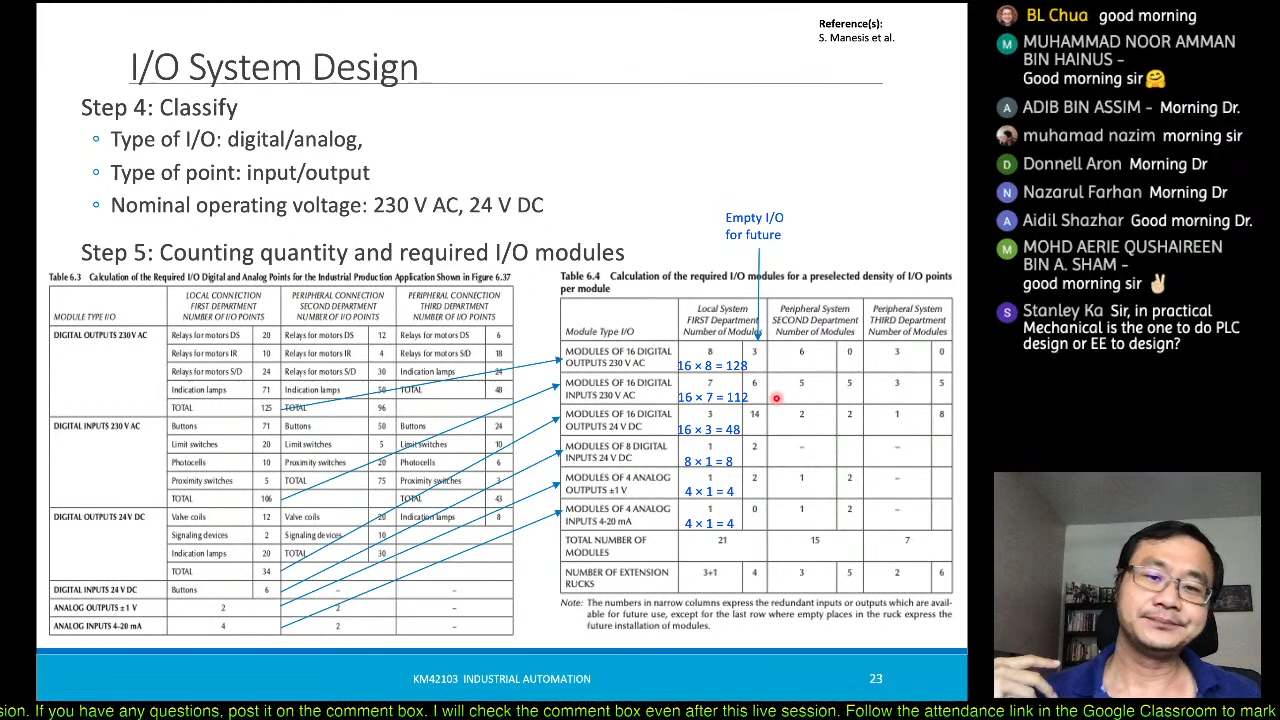 Reference(s):
S. Manesis et al.
I/O System Design
Step 4: Classify
Type of I/O: digital/analog,
Type of point: input/output
Nominal operating voltage: 230 V AC, 24 V DC
Empty I/O
for future
Step 5: Counting quantity and required I/O modules
Table 6.3 Calculation of the Required I/O Digital and Analog Points for the Industrial Production Application Shown in Figure 6.37
MODULE TYPE I/O
LOCAL CONNECTION
FIRST DEPARTMENT
NUMBER OF I/O POINTS
PERIPHERAL CONNECTION
SECOND DEPARTMENT
NUMBER OF I/O POINTS
PERIPHERAL CONNECTION
THIRD DEPARTMENT
NUMBER OF I/O POINTS
DIGITAL OUTPUTS 230 V AC Relays for motors DS 20 Relays for motors DS 12 Relays for motors DS 6
Relays for motors IR 10 Relays for motors IR 4 Relays for motors S/D 18
Relays for motors S/D 24 Relays for motors S/D 30 Indication lamps 24
Indication lamps 71 Indication lamps 50 TOTAL 48
TOTAL 125 TOTAL 96
DIGITAL INPUTS 230 V AC Buttons 71 Buttons 50 Buttons 24
Limit switches 20 Limit switches 5 Limit switches 10
Photocells 10 Proximity switches 20 Photocells 6
Proximity switches 5 TOTAL 75 Proximity switches 3
TOTAL 106 TOTAL 43
DIGITAL OUTPUTS 24 V DC Valve coils 12 Valve coils 20 Indication lamps 8
Signaling devices 2 Signaling devices 10
Indication lamps 20 TOTAL 30
TOTAL 34
DIGITAL INPUTS 24 V DC Buttons 6 – –
ANALOG OUTPUTS ± 1 V 2 2 –
ANALOG INPUTS 4–20 mA 4 2 –
Table 6.4 Calculation of the required I/O modules for a preselected density of I/O points
per module
Module Type I/O
Local System
FIRST Department
Number of Modules
Peripheral System
SECOND Department
Number of Modules
Peripheral System
THIRD Department
Number of Modules
MODULES OF 16 DIGITAL 8 3 6 0 3 0
OUTPUTS 230 V AC 16 × 8 = 128
MODULES OF 16 DIGITAL 7 6 5 5 3 5
INPUTS 230 V AC 16 × 7 = 112
MODULES OF 16 DIGITAL 3 14 2 2 1 8
OUTPUTS 24 V DC 16 × 3 = 48
MODULES OF 8 DIGITAL 1 2 – –
INPUTS 24 V DC 8 × 1 = 8
MODULES OF 4 ANALOG 1 2 1 2 –
OUTPUTS ±1 V 4 × 1 = 4
MODULES OF 4 ANALOG 1 0 1 2 –
INPUTS 4-20 mA 4 × 1 = 4
TOTAL NUMBER OF 21 15 7
MODULES
NUMBER OF EXTENSION 3+1 4 3 5 2 6
RUCKS
Note: The numbers in narrow columns express the redundant inputs or outputs which are avail-
able for future use, except for the last row where empty places in the ruck express the
future installation of modules.
KM42103 INDUSTRIAL AUTOMATION 23
BL Chua good morning
M MUHAMMAD NOOR AMMAN
BIN HAINUS -
Good morning sir🤗
A ADIB BIN ASSIM - Morning Dr.
muhamad nazim morning sir
D Donnell Aron Morning Dr
N Nazarul Farhan Morning Dr
A Aidil Shazhar Good morning Dr.
M MOHD AERIE QUSHAIREEN
BIN A. SHAM -
good morning sir ✌🏻
S Stanley Ka Sir, in practical
Mechanical is the one to do PLC
design or EE to design?
sion. If you have any questions, post it on the comment box. I will check the comment box even after this live session. Follow the attendance link in the Google Classroom to mark